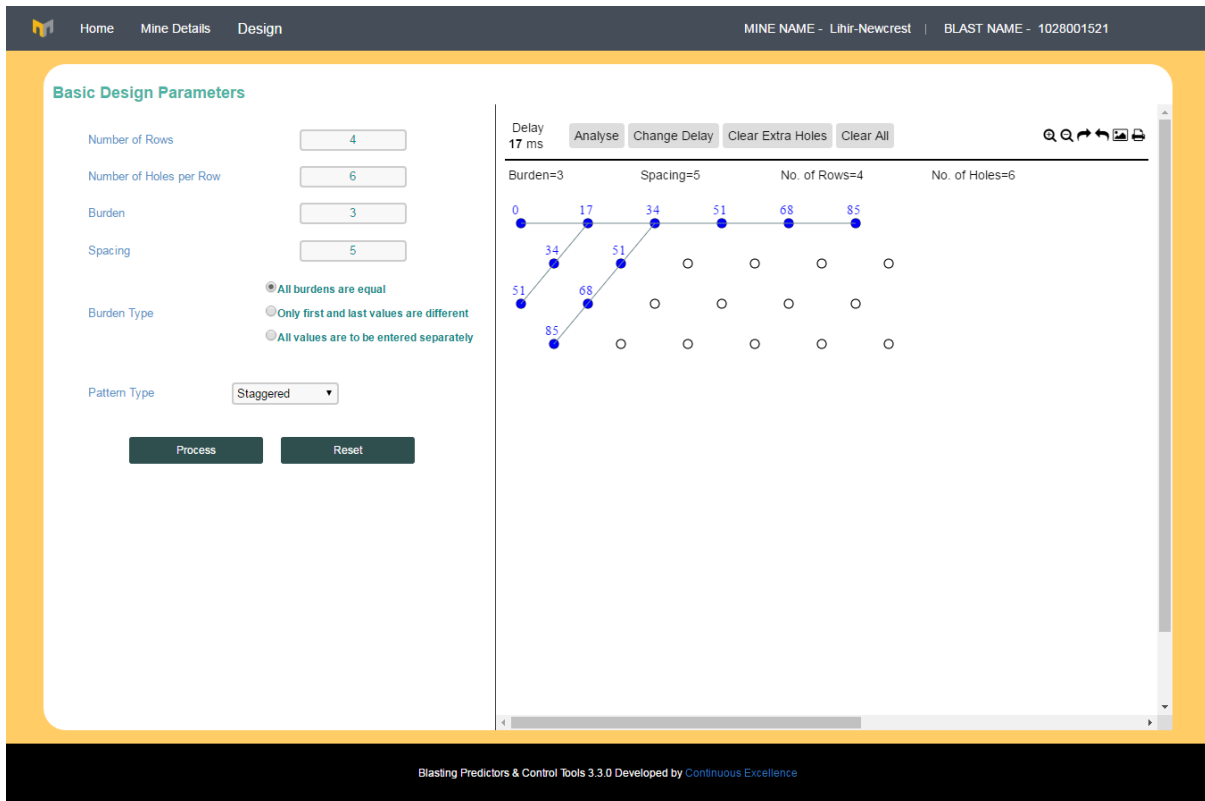 Home Mine Details Design MINE NAME - Lihir-Newcrest | BLAST NAME - 1028001521
Basic Design Parameters
Number of Rows 4
Number of Holes per Row 6
Burden 3
Spacing 5
Burden Type
All burdens are equal
Only first and last values are different
All values are to be entered separately
Pattern Type Staggered
Process Reset
Delay
17 ms
Analyse Change Delay Clear Extra Holes Clear All
Burden=3 Spacing=5 No. of Rows=4 No. of Holes=6
0 17 34 51 68 85
34 51
51 68
85
Blasting Predictors & Control Tools 3.3.0 Developed by Continuous Excellence